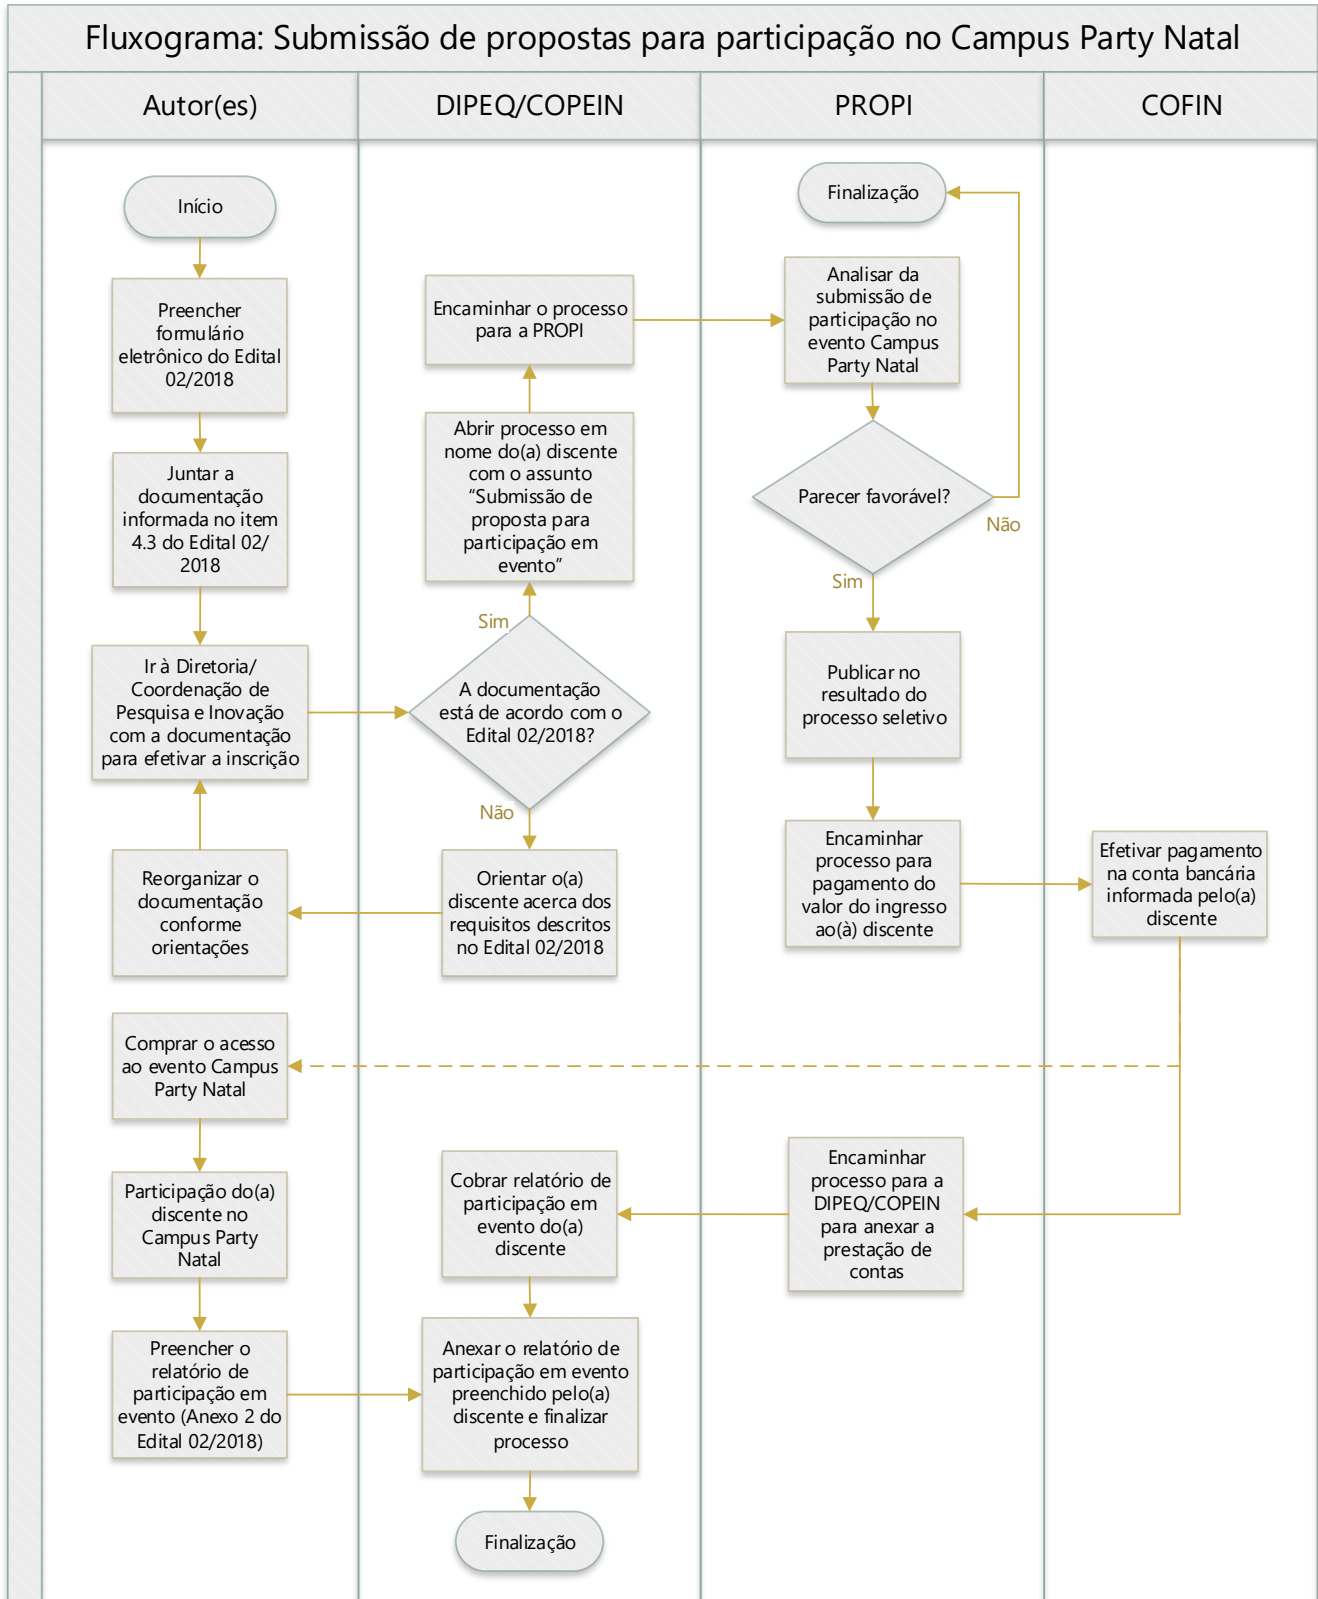 Fluxograma: Submissão de propostas para participação no Campus Party Natal
Autor(es)
DIPEQ/COPEIN
PROPI
COFIN
Início
Preencher
formulário
eletrônico do Edital
02/2018
Juntar a
documentação
informada no item
4.3 do Edital 02/
2018
Ir à Diretoria/
Coordenação de
Pesquisa e Inovação
com a documentação
para efetivar a inscrição
Reorganizar o
documentação
conforme
orientações
Comprar o acesso
ao evento Campus
Party Natal
Participação do(a)
discente no
Campus Party
Natal
Preencher o
relatório de
participação em
evento (Anexo 2 do
Edital 02/2018)
Encaminhar o processo
para a PROPI
Abrir processo em
nome do(a) discente
com o assunto
“Submissão de
proposta para
participação em
evento”
Sim
A documentação
está de acordo com o
Edital 02/2018?
Não
Orientar o(a)
discente acerca dos
requisitos descritos
no Edital 02/2018
Cobrar relatório de
participação em
evento do(a)
discente
Anexar o relatório de
participação em evento
preenchido pelo(a)
discente e finalizar
processo
Finalização
Finalização
Analisar da
submissão de
participação no
evento Campus
Party Natal
Parecer favorável?
Não
Sim
Publicar no
resultado do
processo seletivo
Encaminhar
processo para
pagamento do
valor do ingresso
ao(à) discente
Encaminhar
processo para a
DIPEQ/COPEIN
para anexar a
prestação de
contas
Efetivar pagamento
na conta bancária
informada pelo(a)
discente